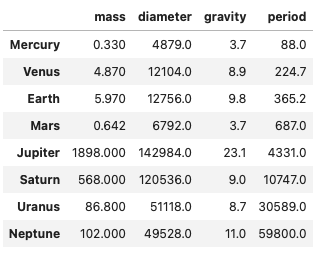 mass diameter gravity period
Mercury 0.330 4879.0 3.7 88.0
Venus 4.870 12104.0 8.9 224.7
Earth 5.970 12756.0 9.8 365.2
Mars 0.642 6792.0 3.7 687.0
Jupiter 1898.000 142984.0 23.1 4331.0
Saturn 568.000 120536.0 9.0 10747.0
Uranus 86.800 51118.0 8.7 30589.0
Neptune 102.000 49528.0 11.0 59800.0